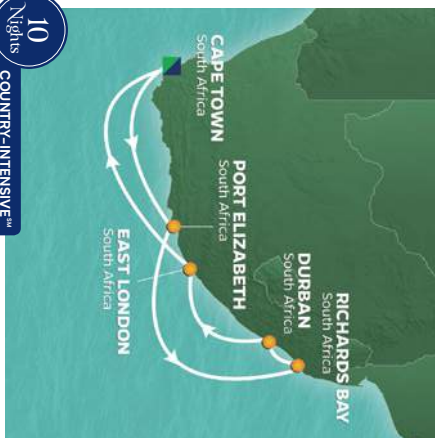 10
Nights
COUNTRY-INTENSIVE℠
CAPE TOWN
South Africa
PORT ELIZABETH
South Africa
EAST LONDON
South Africa
DURBAN
South Africa
RICHARDS BAY
South Africa